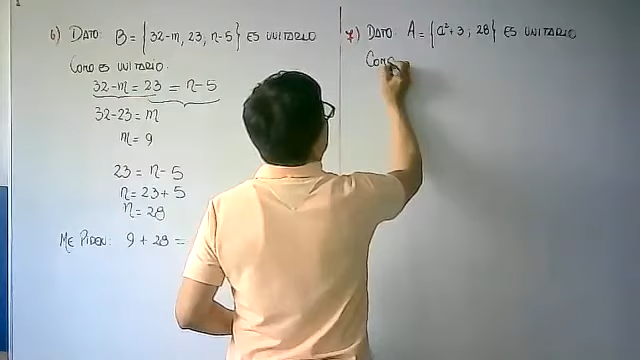 6) DATO: B = { 32-m, 23, n-5 } ES UNITARIO
COMO ES UNITARIO.
32-m = 23 = n-5
32-23 = m
m = 9
23 = n-5
n = 23+5
n = 28
ME PIDEN: 9 + 28 =
7) DATO: A = { a²+3 ; 28 } ES UNITARIO
COMO